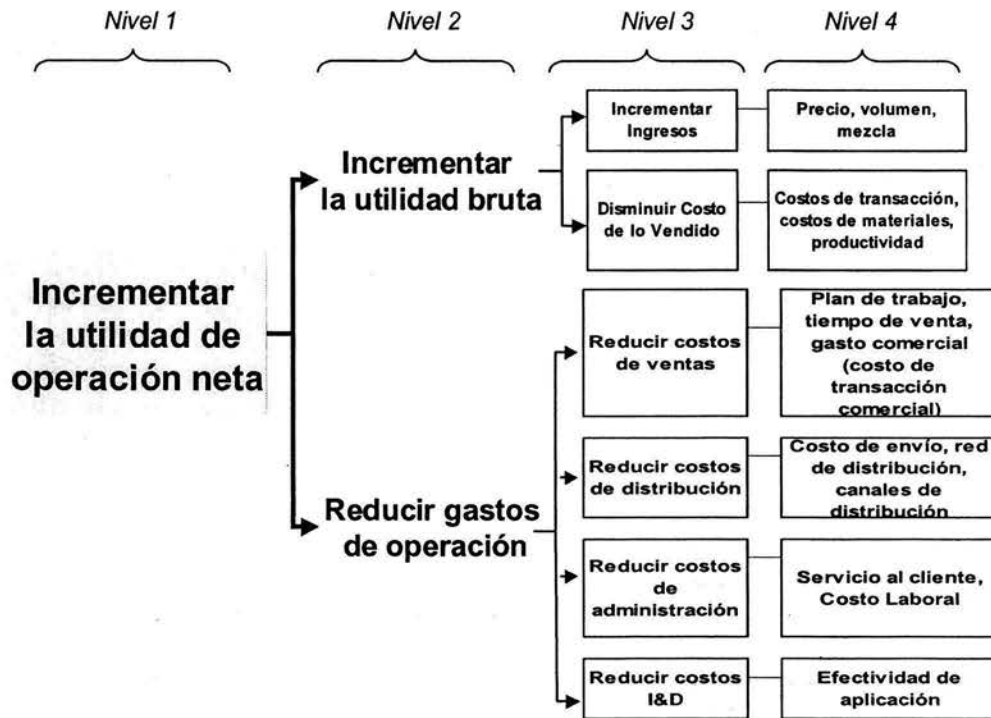 Nivel 1
Nivel 2
Nivel 3
Nivel 4
Incrementar
la utilidad de
operación neta
Incrementar
la utilidad bruta
Reducir gastos
de operación
Incrementar
Ingresos
Precio, volumen,
mezcla
Disminuir Costo
de lo Vendido
Costos de transacción,
costos de materiales,
productividad
Reducir costos
de ventas
Plan de trabajo,
tiempo de venta,
gasto comercial
(costo de
transacción
comercial)
Reducir costos
de distribución
Costo de envío, red
de distribución,
canales de
distribución
Reducir costos
de
administración
Servicio al cliente,
Costo Laboral
Reducir costos
I&D
Efectividad de
aplicación